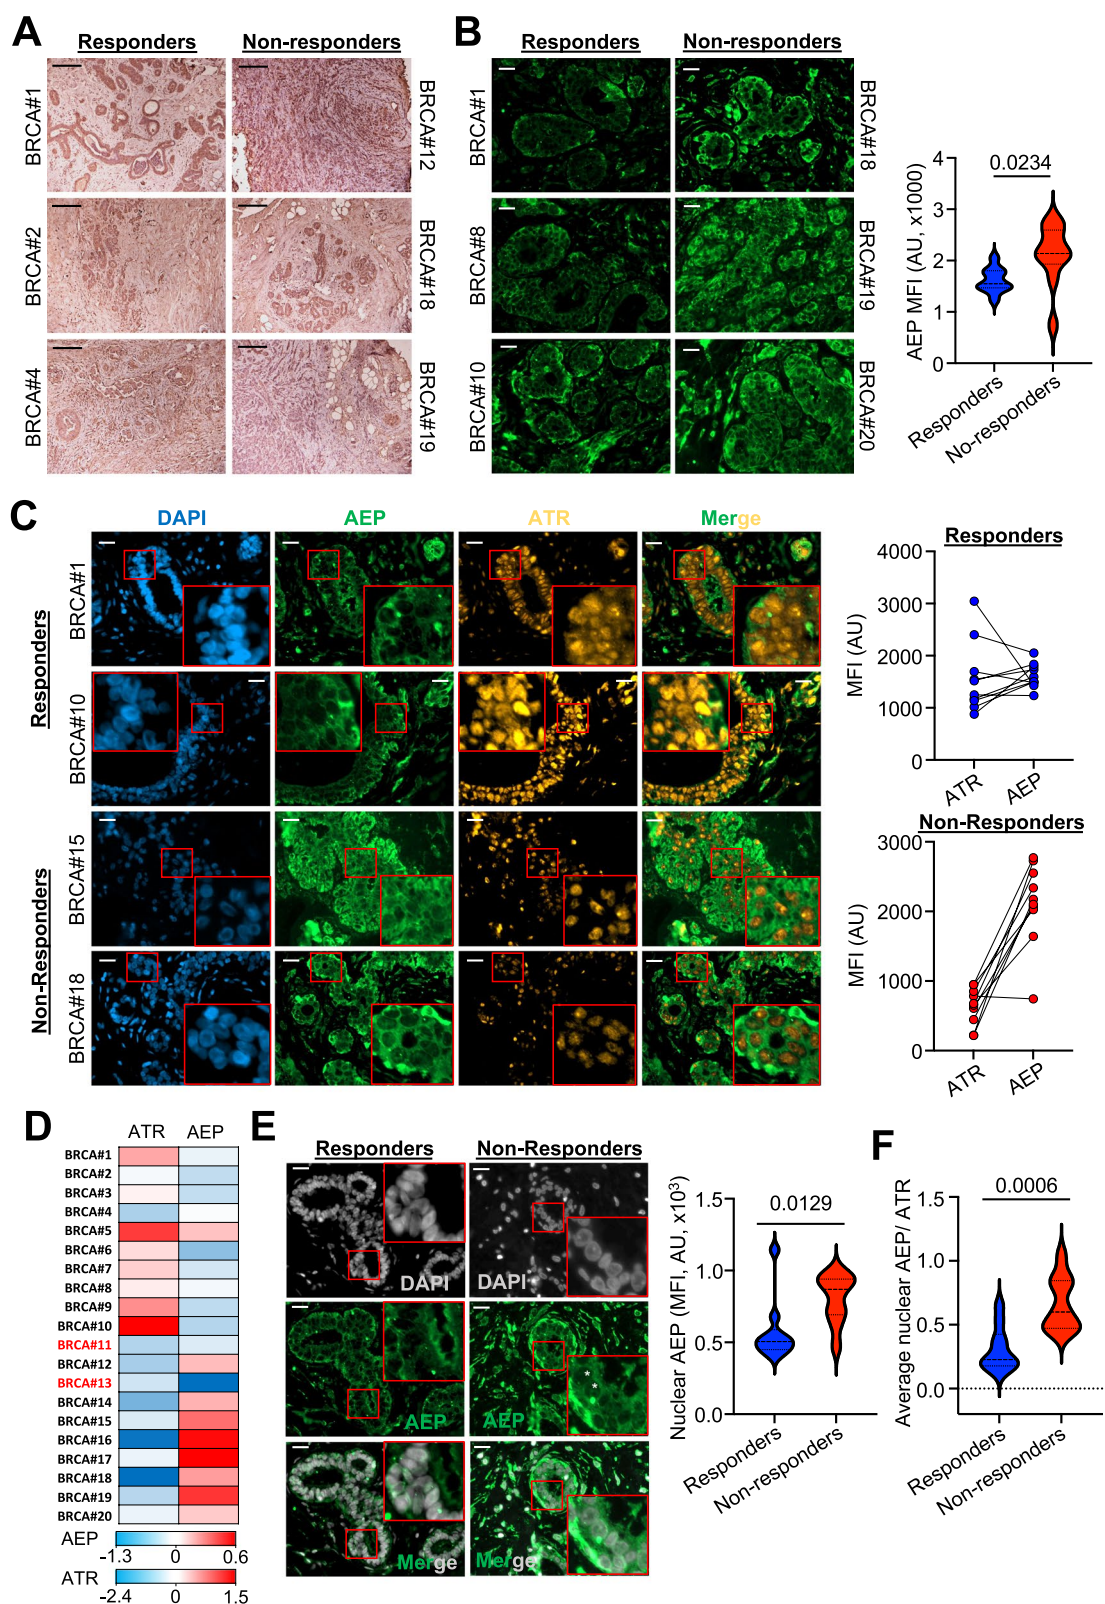 A
Responders
Non-responders
BRCA#1
BRCA#12
BRCA#2
BRCA#18
BRCA#4
BRCA#19
B
Responders
Non-responders
BRCA#1
BRCA#18
BRCA#8
BRCA#19
BRCA#10
BRCA#20
AEP MFI (AU, x1000)
4
3
2
1
0
0.0234
Responders
No-responders
C
DAPI
AEP
ATR
Merge
Responders
BRCA#1
BRCA#10
Non-Responders
BRCA#15
BRCA#18
Responders
MFI (AU)
4000
3000
2000
1000
0
ATR
AEP
Non-Responders
MFI (AU)
3000
2000
1000
0
ATR
AEP
D
ATR
AEP
BRCA#1
BRCA#2
BRCA#3
BRCA#4
BRCA#5
BRCA#6
BRCA#7
BRCA#8
BRCA#9
BRCA#10
BRCA#11
BRCA#12
BRCA#13
BRCA#14
BRCA#15
BRCA#16
BRCA#17
BRCA#18
BRCA#19
BRCA#20
AEP
-1.3 0 0.6
ATR
-2.4 0 1.5
E
Responders
Non-Responders
DAPI
DAPI
AEP
AEP
* *
Merge
Merge
Nuclear AEP (MFI, AU, x10³)
1.5
1.0
0.5
0.0
0.0129
Responders
Non-responders
F
Average nuclear AEP/ ATR
1.5
1.0
0.5
0.0
0.0006
Responders
Non-responders